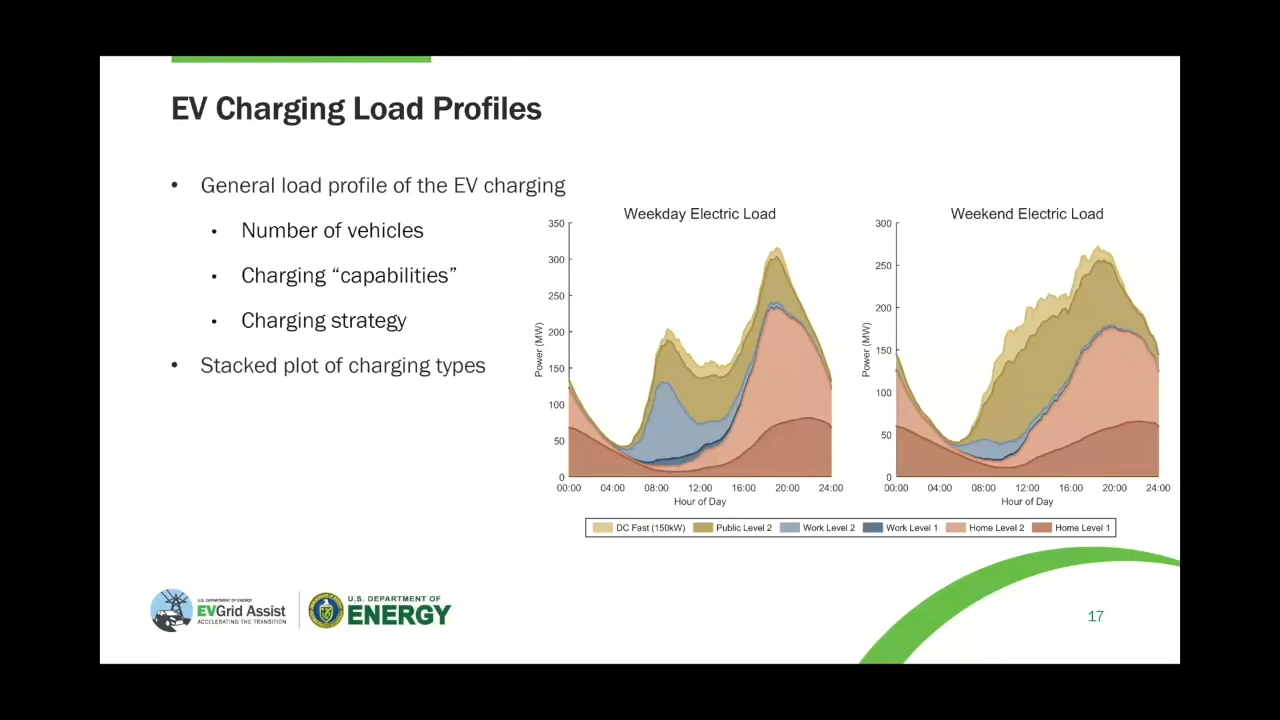 EV Charging Load Profiles
• General load profile of the EV charging
• Number of vehicles
• Charging “capabilities”
• Charging strategy
• Stacked plot of charging types
Weekday Electric Load
350
300
250
200
150
100
50
0
Power (MW)
00:00 04:00 08:00 12:00 16:00 20:00 24:00
Hour of Day
Weekend Electric Load
300
250
200
150
100
50
0
Power (MW)
00:00 04:00 08:00 12:00 16:00 20:00 24:00
Hour of Day
DC Fast (150kW) Public Level 2 Work Level 2 Work Level 1 Home Level 2 Home Level 1
U.S. DEPARTMENT OF ENERGY
EVGrid Assist
ACCELERATING THE TRANSITION
U.S. DEPARTMENT OF
ENERGY
17